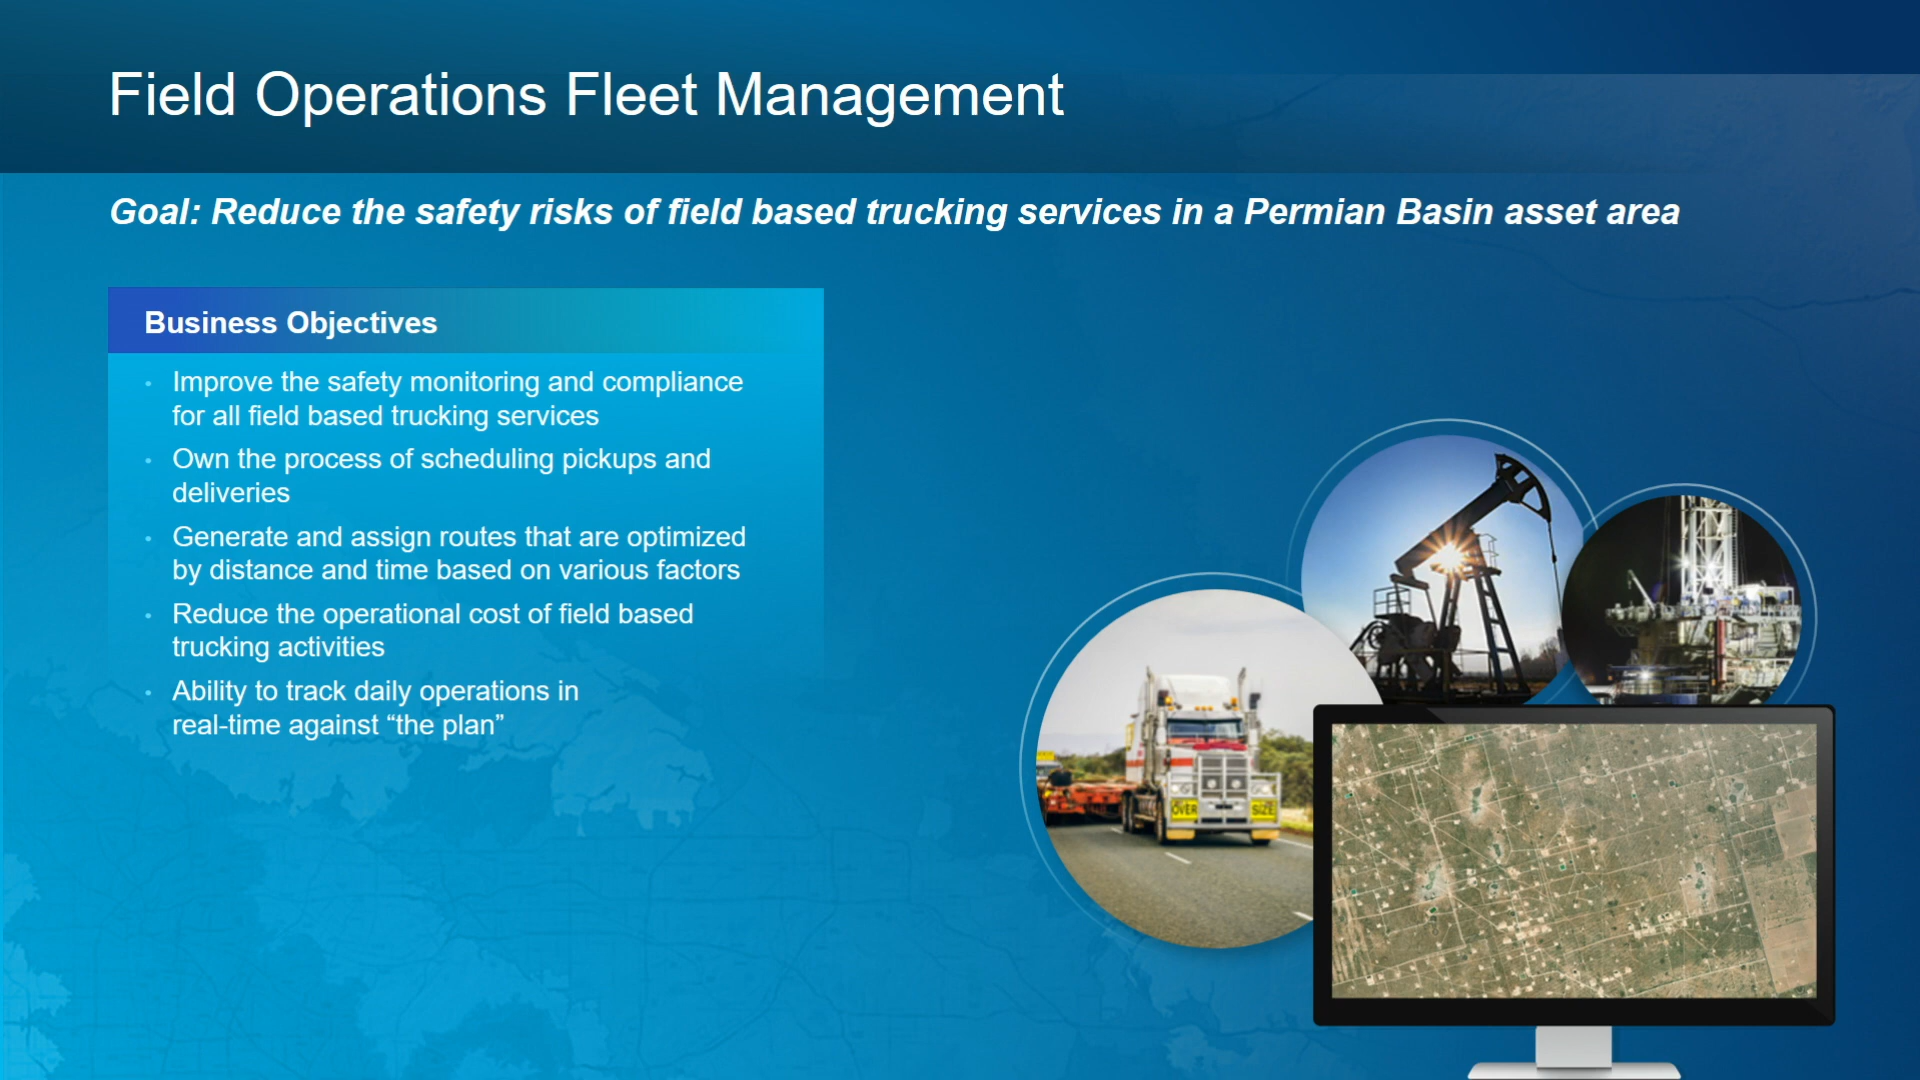 Field Operations Fleet Management
Goal: Reduce the safety risks of field based trucking services in a Permian Basin asset area
Business Objectives
• Improve the safety monitoring and compliance
for all field based trucking services
• Own the process of scheduling pickups and
deliveries
• Generate and assign routes that are optimized
by distance and time based on various factors
• Reduce the operational cost of field based
trucking activities
• Ability to track daily operations in
real-time against “the plan”
OVER SIZE